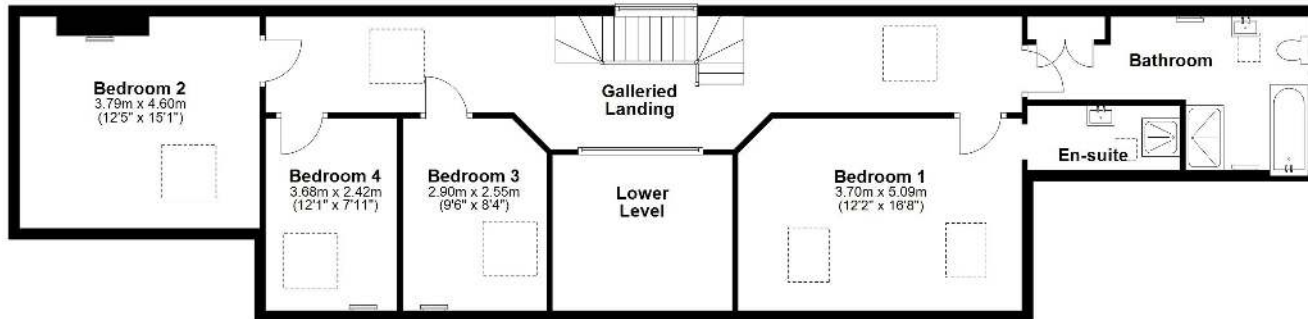 Bedroom 2
3.79m x 4.60m
(12'5" x 15'1")
Galleried
Landing
Bathroom
En-suite
Bedroom 4
3.68m x 2.42m
(12'1" x 7'11")
Bedroom 3
2.90m x 2.55m
(9'6" x 8'4")
Lower
Level
Bedroom 1
3.70m x 5.09m
(12'2" x 16'8")